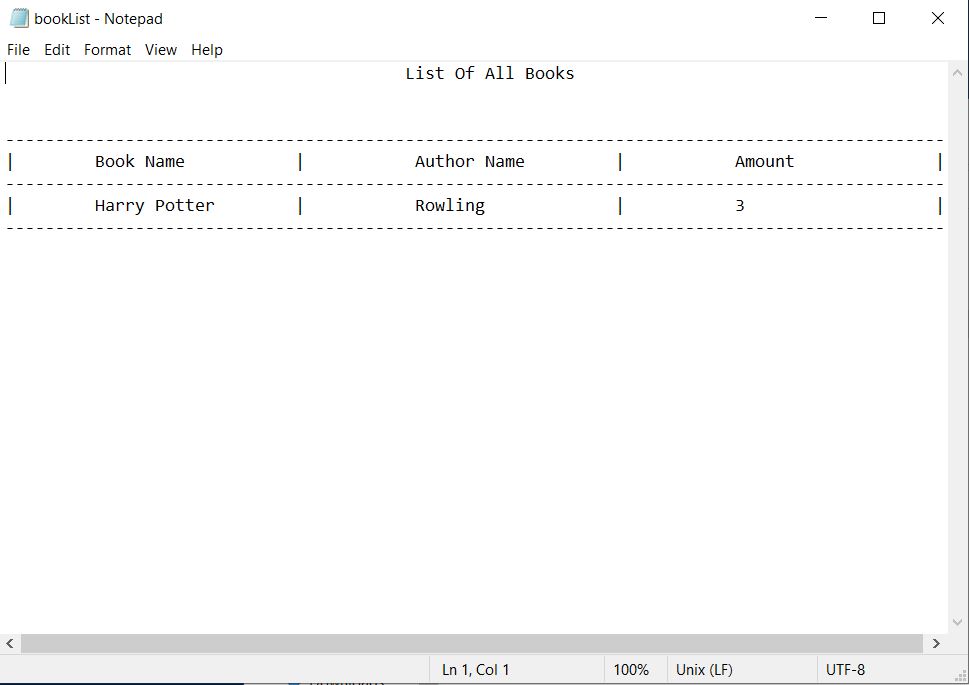 bookList - Notepad
File Edit Format View Help
List Of All Books
----------------------------------------------------------------------------------------------
| Book Name | Author Name | Amount |
----------------------------------------------------------------------------------------------
| Harry Potter | Rowling | 3 |
----------------------------------------------------------------------------------------------
Ln 1, Col 1 100% Unix (LF) UTF-8